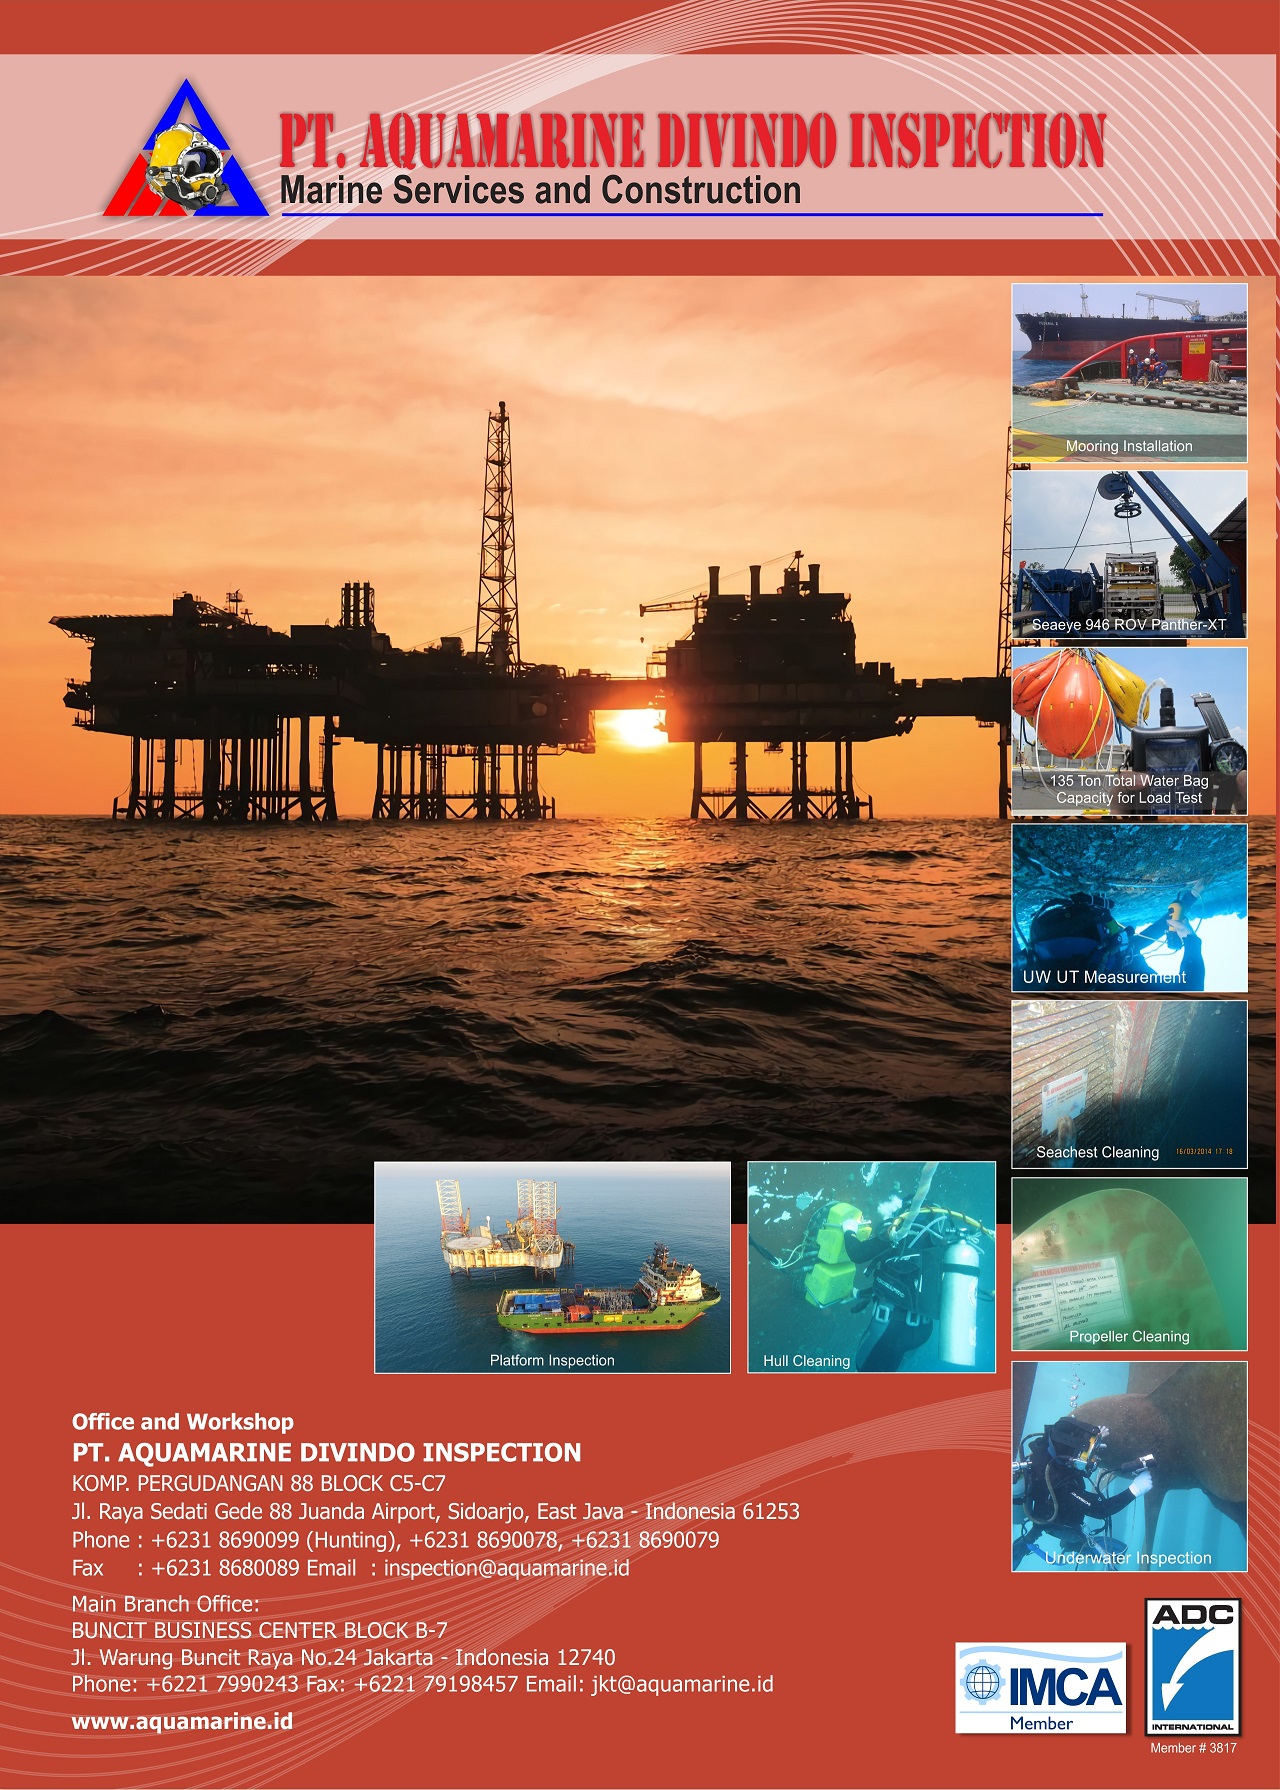 PT. AQUAMARINE DIVINDO INSPECTION
Marine Services and Construction
Mooring Installation
Seaeye 946 ROV Panther-XT
135 Ton Total Water Bag
Capacity for Load Test
UW UT Measurement
Seachest Cleaning
16/03/2014 17 18
Propeller Cleaning
Platform Inspection
Hull Cleaning
Underwater Inspection
Office and Workshop
PT. AQUAMARINE DIVINDO INSPECTION
KOMP. PERGUDANGAN 88 BLOCK C5-C7
Jl. Raya Sedati Gede 88 Juanda Airport, Sidoarjo, East Java - Indonesia 61253
Phone : +6231 8690099 (Hunting), +6231 8690078, +6231 8690079
Fax : +6231 8680089 Email : inspection@aquamarine.id
Main Branch Office:
BUNCIT BUSINESS CENTER BLOCK B-7
Jl. Warung Buncit Raya No.24 Jakarta - Indonesia 12740
Phone: +6221 7990243 Fax: +6221 79198457 Email: jkt@aquamarine.id
www.aquamarine.id
IMCA
Member
ADC
INTERNATIONAL
Member # 3817